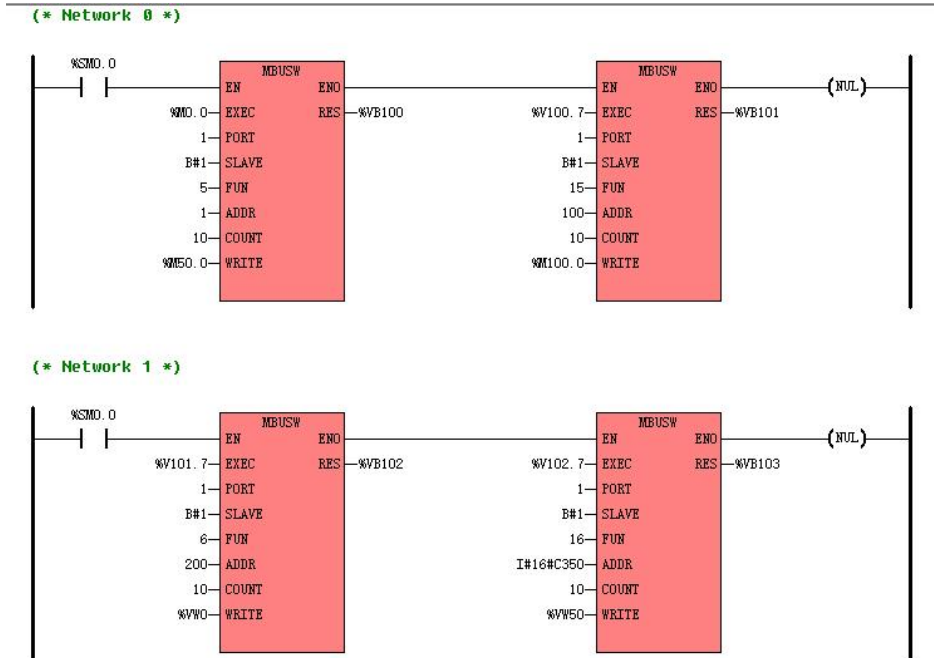 (* Network 0 *)
%SM0.0
MBUSW MBUSW
EN ENO EN ENO (NUL)
%M0.0 EXEC RES %VB100 %V100.7 EXEC RES %VB101
1 PORT 1 PORT
B#1 SLAVE B#1 SLAVE
5 FUN 15 FUN
1 ADDR 100 ADDR
10 COUNT 10 COUNT
%M50.0 WRITE %M100.0 WRITE
(* Network 1 *)
%SM0.0
MBUSW MBUSW
EN ENO EN ENO (NUL)
%V101.7 EXEC RES %VB102 %V102.7 EXEC RES %VB103
1 PORT 1 PORT
B#1 SLAVE B#1 SLAVE
6 FUN 16 FUN
200 ADDR I#16#C350 ADDR
10 COUNT 10 COUNT
%VW0 WRITE %VW50 WRITE